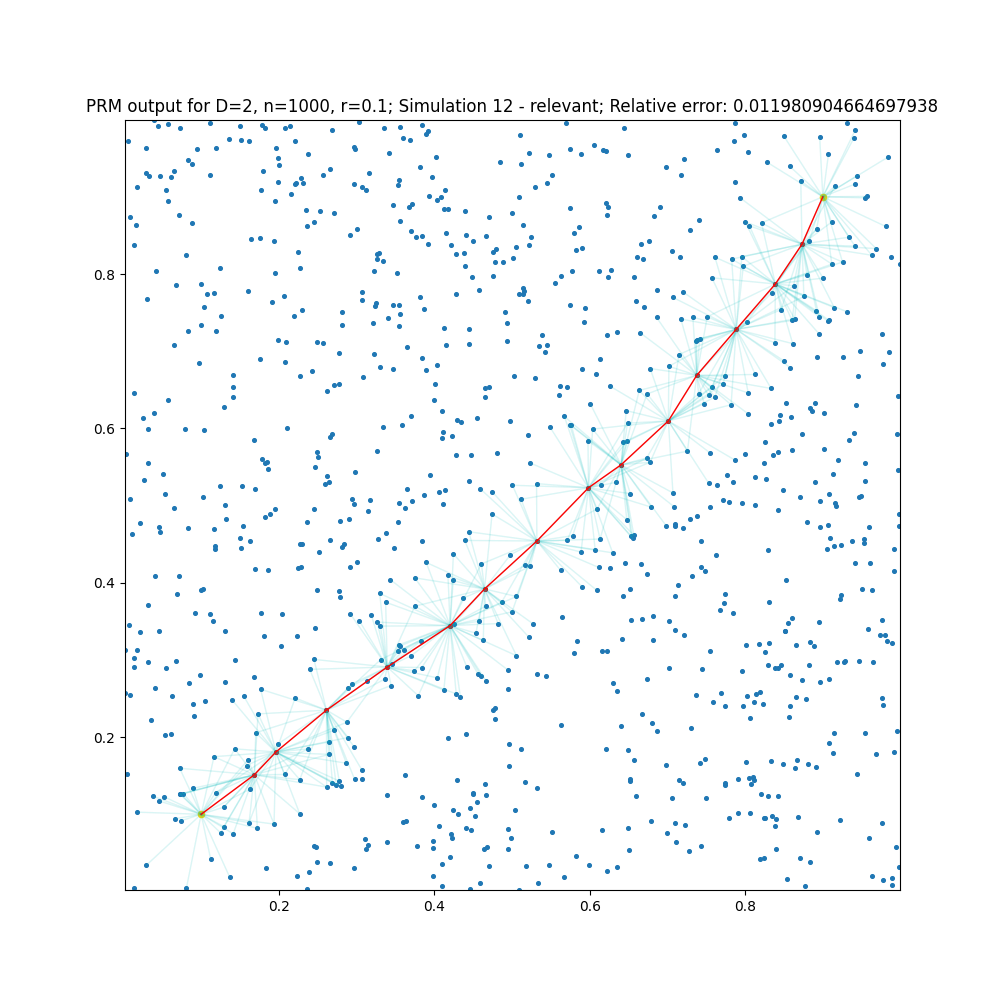 PRM output for D=2, n=1000, r=0.1; Simulation 12 - relevant; Relative error: 0.011980904664697938
0.8
0.6
0.4
0.2
0.2 0.4 0.6 0.8